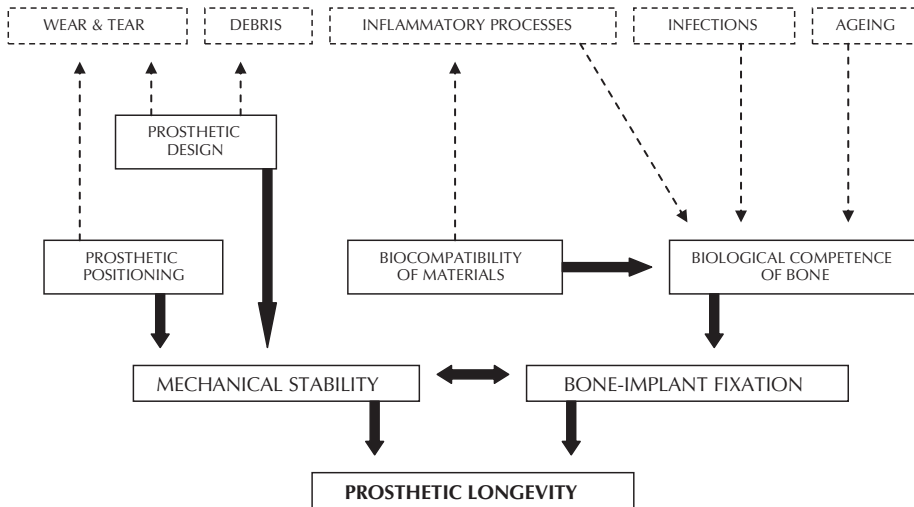 WEAR & TEAR
DEBRIS
INFLAMMATORY PROCESSES
INFECTIONS
AGEING
PROSTHETIC
DESIGN
PROSTHETIC
POSITIONING
BIOCOMPATIBILITY
OF MATERIALS
BIOLOGICAL COMPETENCE
OF BONE
MECHANICAL STABILITY
BONE-IMPLANT FIXATION
PROSTHETIC LONGEVITY